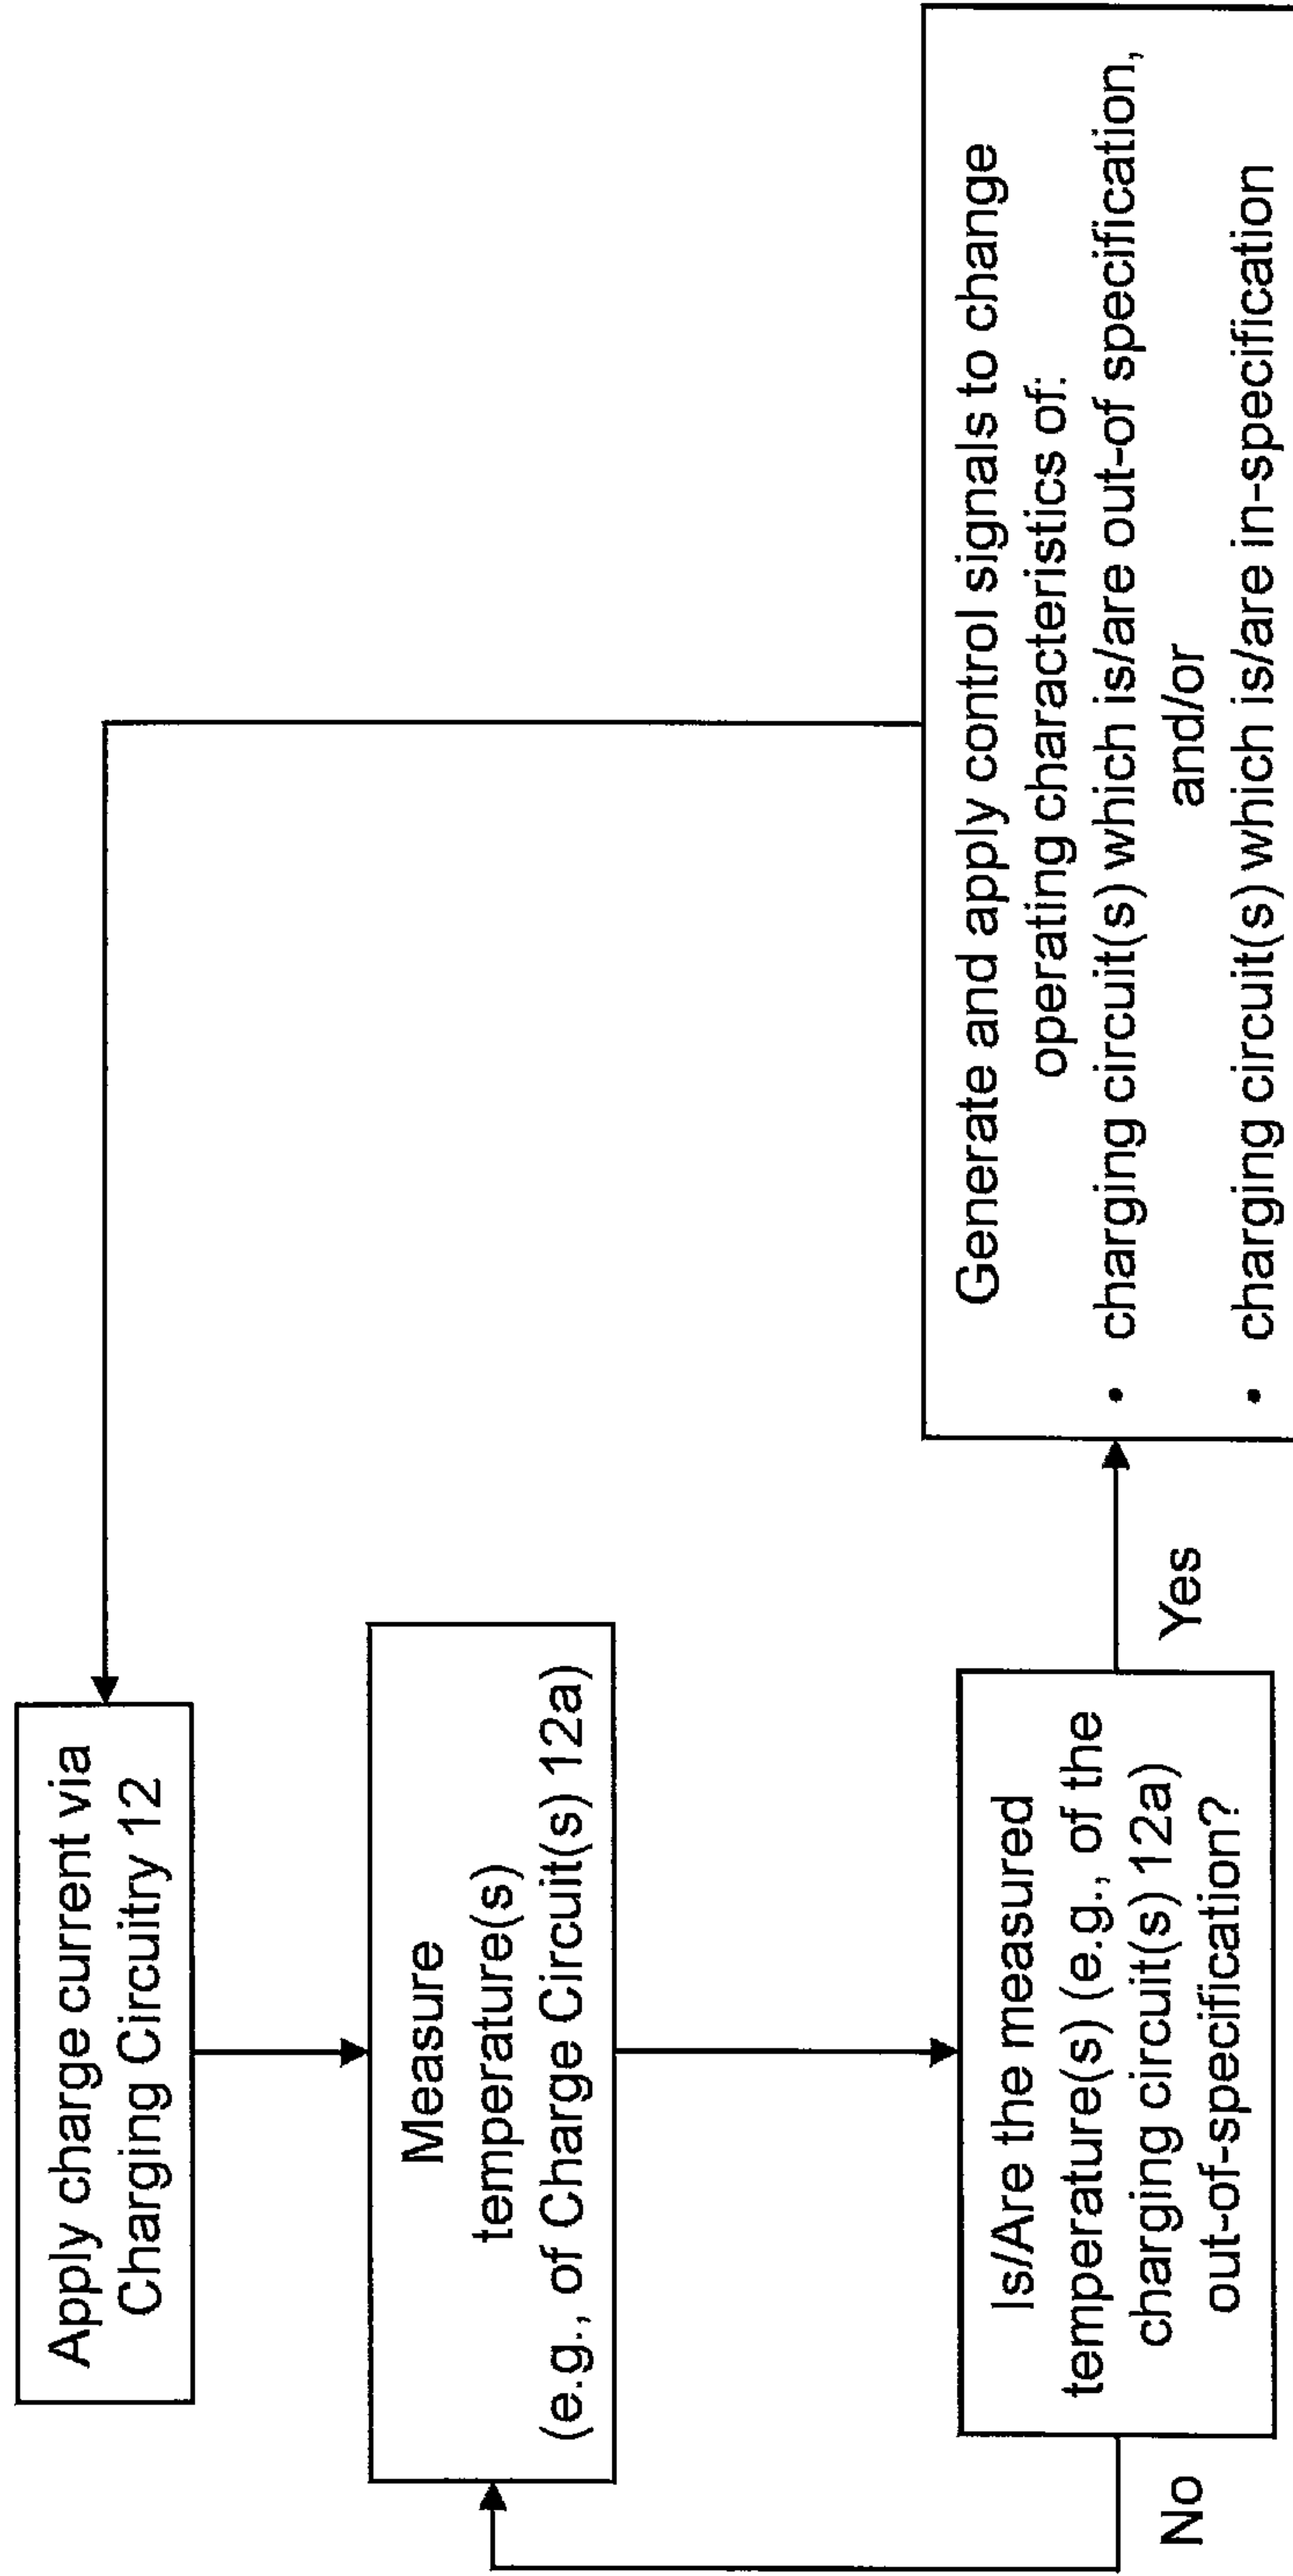 Apply charge current via
Charging Circuitry 12
Measure
temperature(s)
(e.g., of Charge Circuit(s) 12a)
Is/Are the measured
temperature(s) (e.g., of the
charging circuit(s) 12a)
out-of-specification?
No
Yes
Generate and apply control signals to change
operating characteristics of:
• charging circuit(s) which is/are out-of specification,
and/or
• charging circuit(s) which is/are in-specification